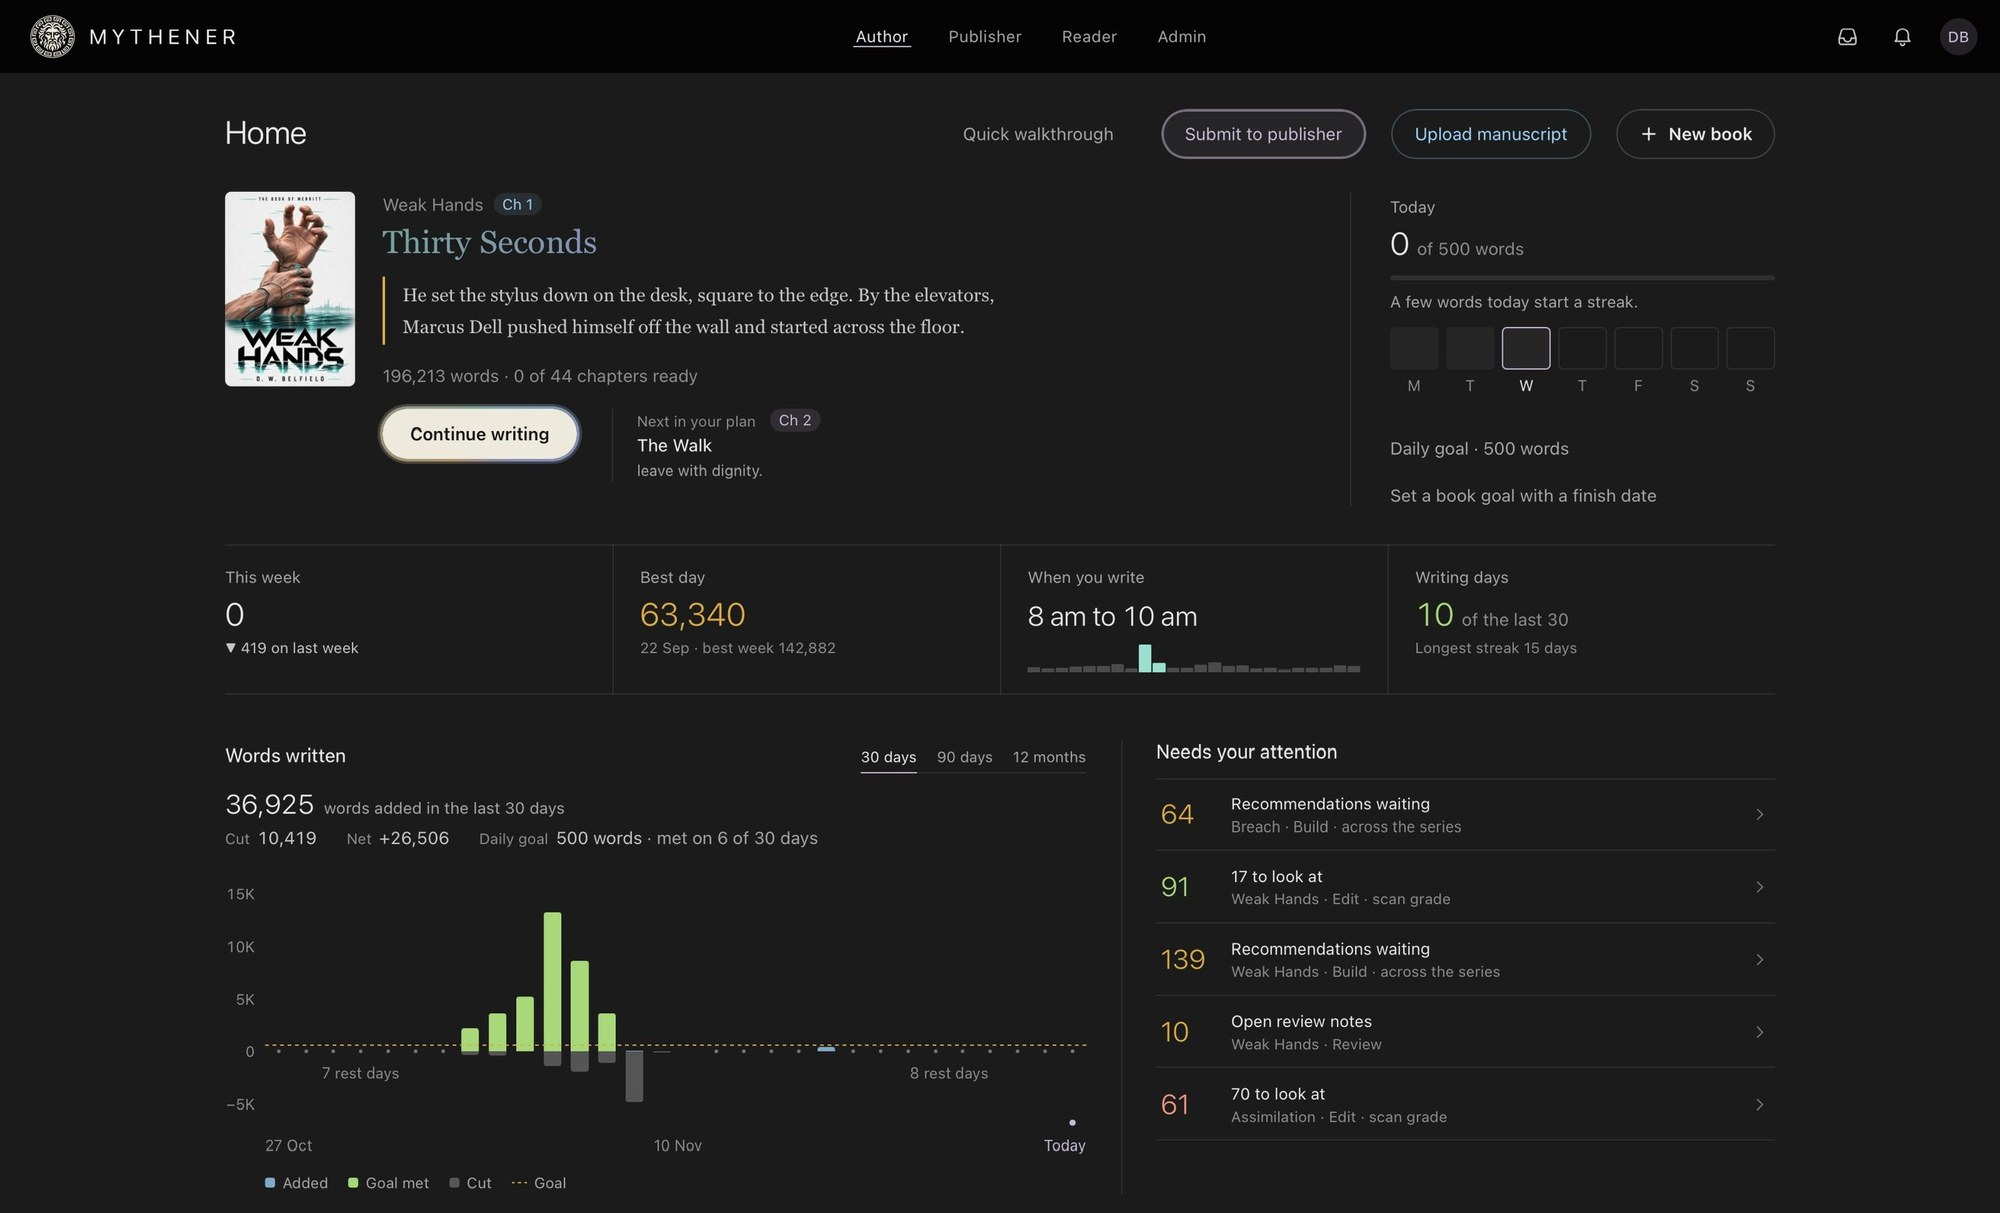 MYTHENER
Author
Publisher
Reader
Admin
DB
Home
Quick walkthrough
Submit to publisher
Upload manuscript
+ New book
THE BOOK OF MERRITT
WEAK
HANDS
D. W. BELFIELD
Weak Hands Ch 1
Thirty Seconds
He set the stylus down on the desk, square to the edge. By the elevators,
Marcus Dell pushed himself off the wall and started across the floor.
196,213 words · 0 of 44 chapters ready
Continue writing
Next in your plan Ch 2
The Walk
leave with dignity.
Today
0 of 500 words
A few words today start a streak.
M T W T F S S
Daily goal · 500 words
Set a book goal with a finish date
This week
0
▼ 419 on last week
Best day
63,340
22 Sep · best week 142,882
When you write
8 am to 10 am
Writing days
10 of the last 30
Longest streak 15 days
Words written
30 days
90 days
12 months
36,925 words added in the last 30 days
Cut 10,419 Net +26,506 Daily goal 500 words · met on 6 of 30 days
15K
10K
5K
0
−5K
7 rest days
8 rest days
27 Oct
10 Nov
Today
Added
Goal met
Cut
Goal
Needs your attention
64
Recommendations waiting
Breach · Build · across the series
91
17 to look at
Weak Hands · Edit · scan grade
139
Recommendations waiting
Weak Hands · Build · across the series
10
Open review notes
Weak Hands · Review
61
70 to look at
Assimilation · Edit · scan grade